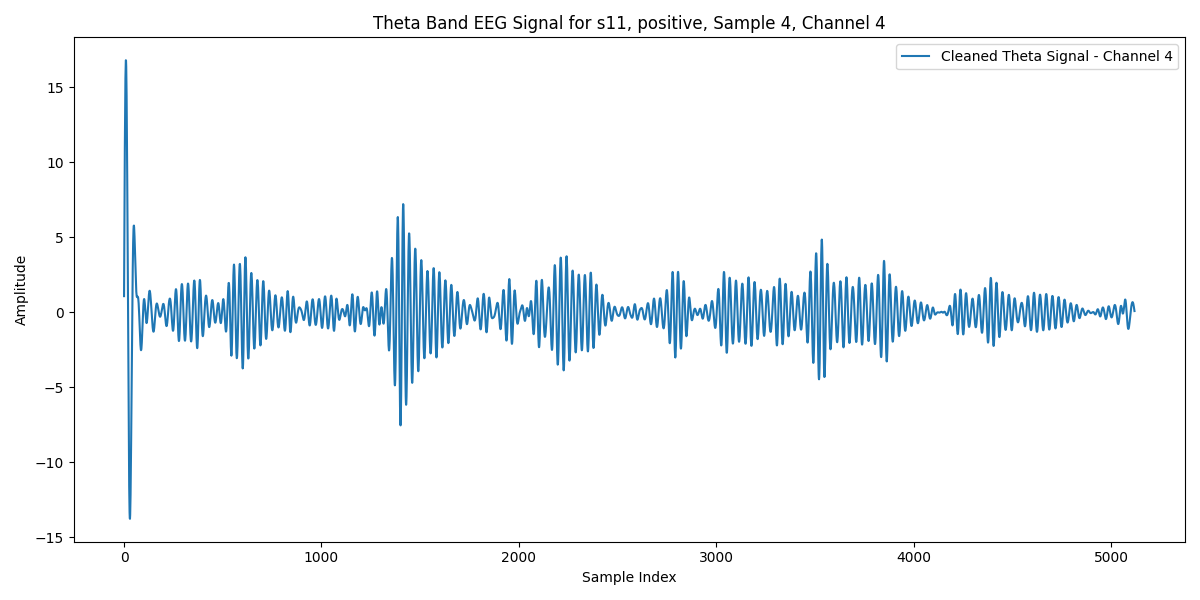 Theta Band EEG Signal for s11, positive, Sample 4, Channel 4
Cleaned Theta Signal - Channel 4
Amplitude
15
10
5
0
−5
−10
−15
0 1000 2000 3000 4000 5000
Sample Index